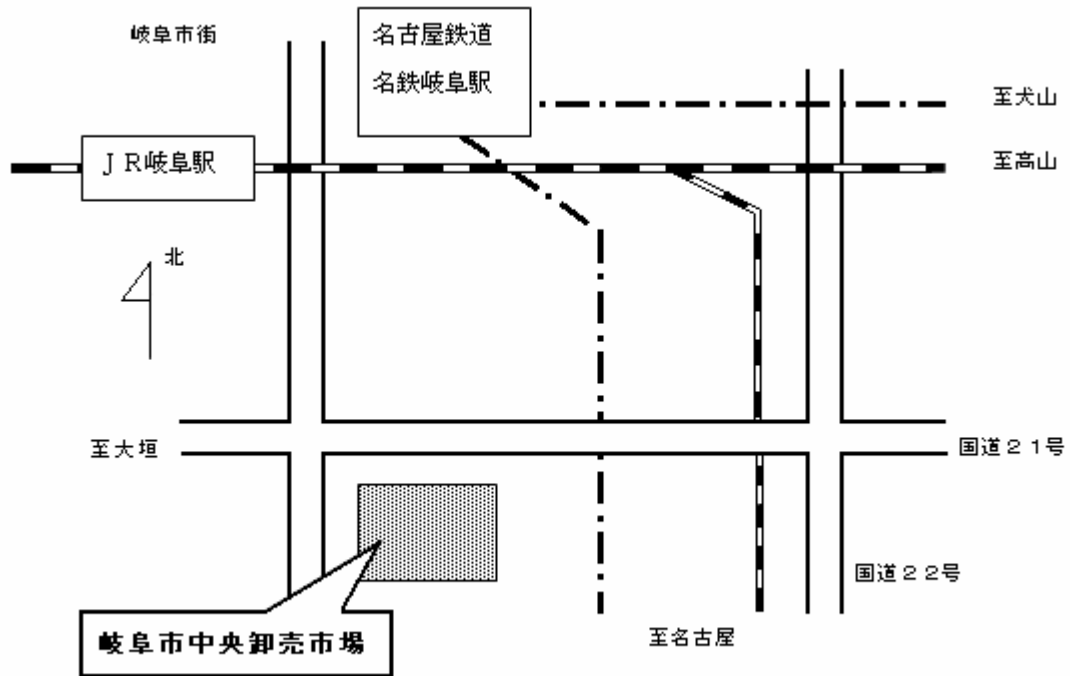 岐阜市街
名古屋鉄道
名鉄岐阜駅
至犬山
ＪＲ岐阜駅
至高山
北
至大垣
国道２１号
国道２２号
岐阜市中央卸売市場
至名古屋